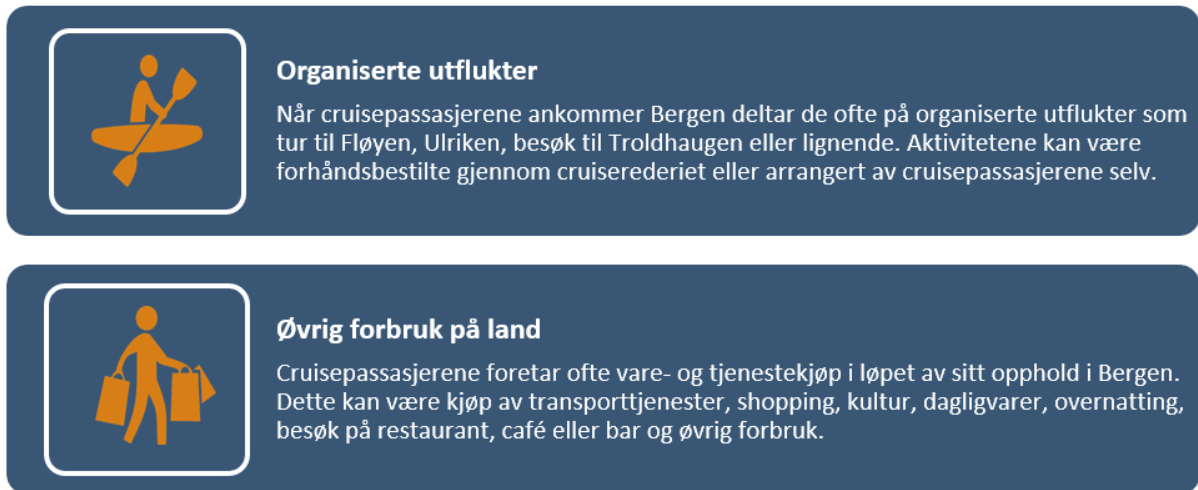 Organiserte utflukter
Når cruisepassasjerene ankommer Bergen deltar de ofte på organiserte utflukter som
tur til Fløyen, Ulriken, besøk til Troldhaugen eller lignende. Aktivitetene kan være
forhåndsbestilte gjennom cruiserederiet eller arrangert av cruisepassasjerene selv.
Øvrig forbruk på land
Cruisepassasjerene foretar ofte vare- og tjenestekjøp i løpet av sitt opphold i Bergen.
Dette kan være kjøp av transporttjenester, shopping, kultur, dagligvarer, overnatting,
besøk på restaurant, café eller bar og øvrig forbruk.